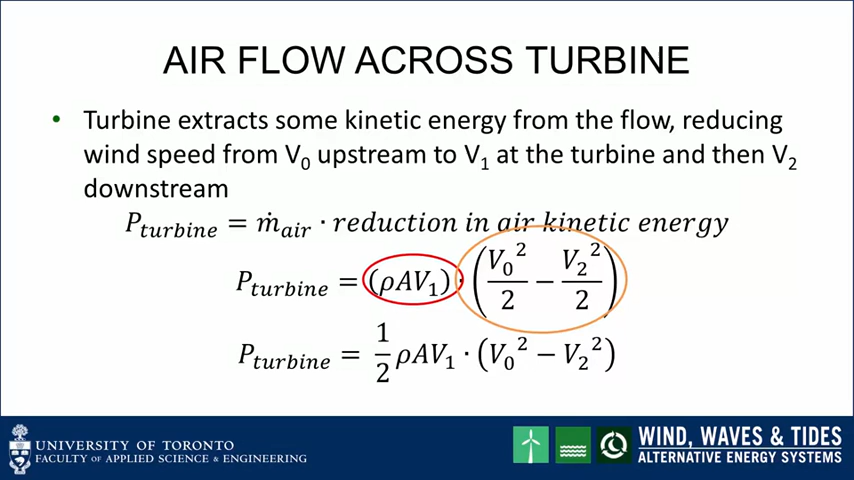 AIR FLOW ACROSS TURBINE
• Turbine extracts some kinetic energy from the flow, reducing
wind speed from V₀ upstream to V₁ at the turbine and then V₂
downstream
P_turbine = ṁ_air · reduction in air kinetic energy
P_turbine = (ρAV₁) · (V₀²/2 − V₂²/2)
P_turbine = 1/2 ρAV₁ · (V₀² − V₂²)
UNIVERSITY OF TORONTO
FACULTY OF APPLIED SCIENCE & ENGINEERING
WIND, WAVES & TIDES
ALTERNATIVE ENERGY SYSTEMS